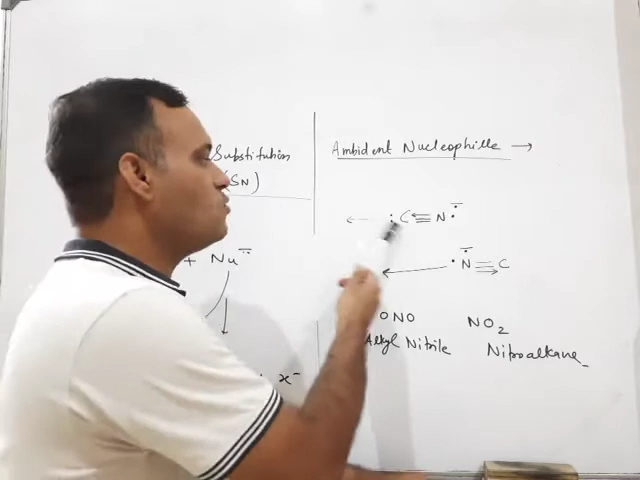 Substitution
(SN)
+ Nu
x⁻
Ambident Nucleophille →
← :C≡N:
N≡C
ONO
NO₂
Alkyl Nitrile
Nitroalkane